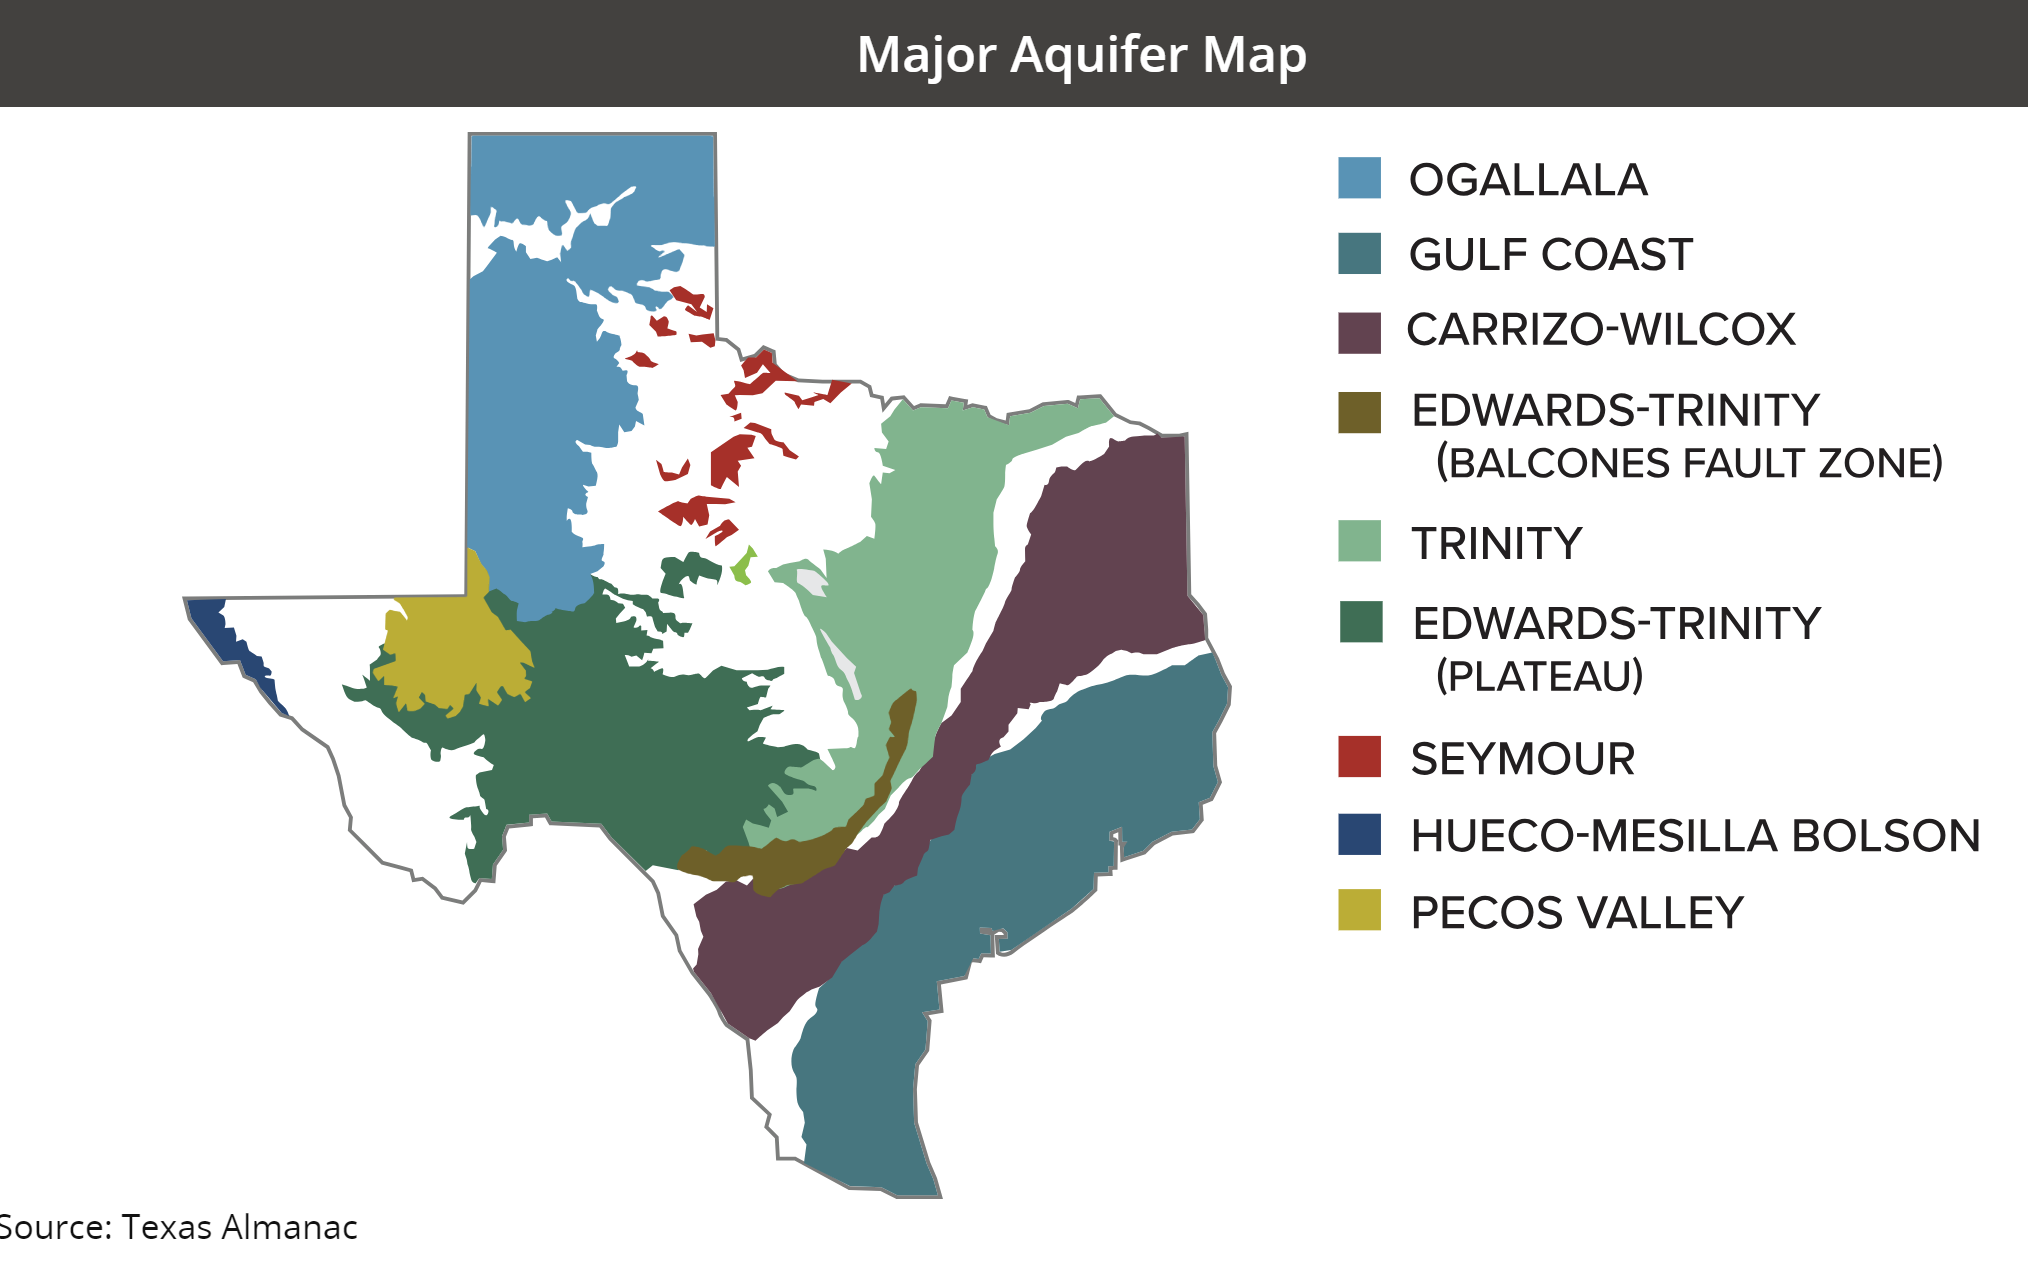 Major Aquifer Map
OGALLALA
GULF COAST
CARRIZO-WILCOX
EDWARDS-TRINITY
(BALCONES FAULT ZONE)
TRINITY
EDWARDS-TRINITY
(PLATEAU)
SEYMOUR
HUECO-MESILLA BOLSON
PECOS VALLEY
Source: Texas Almanac